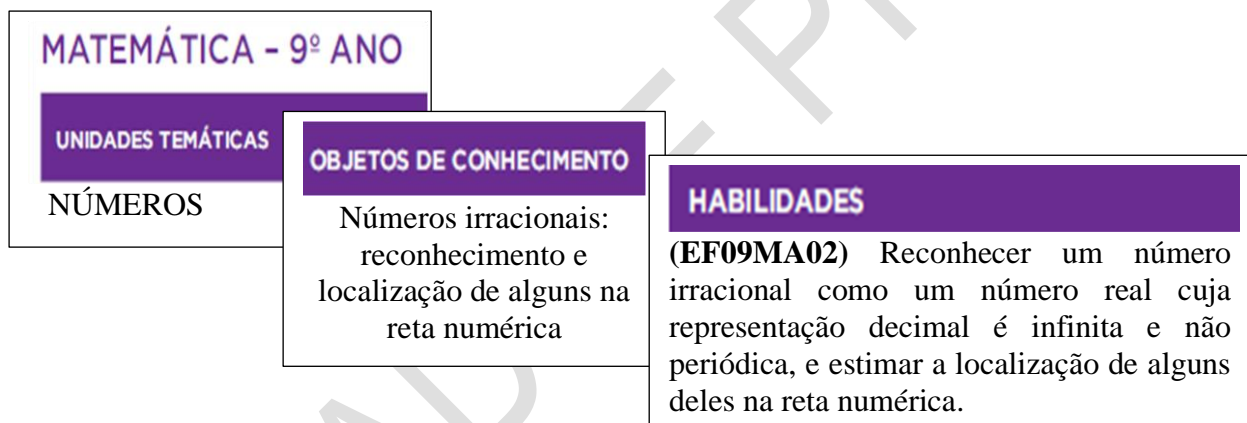 MATEMÁTICA – 9º ANO
UNIDADES TEMÁTICAS
NÚMEROS
OBJETOS DE CONHECIMENTO
Números irracionais:
reconhecimento e
localização de alguns na
reta numérica
HABILIDADES
(EF09MA02) Reconhecer um número
irracional como um número real cuja
representação decimal é infinita e não
periódica, e estimar a localização de alguns
deles na reta numérica.